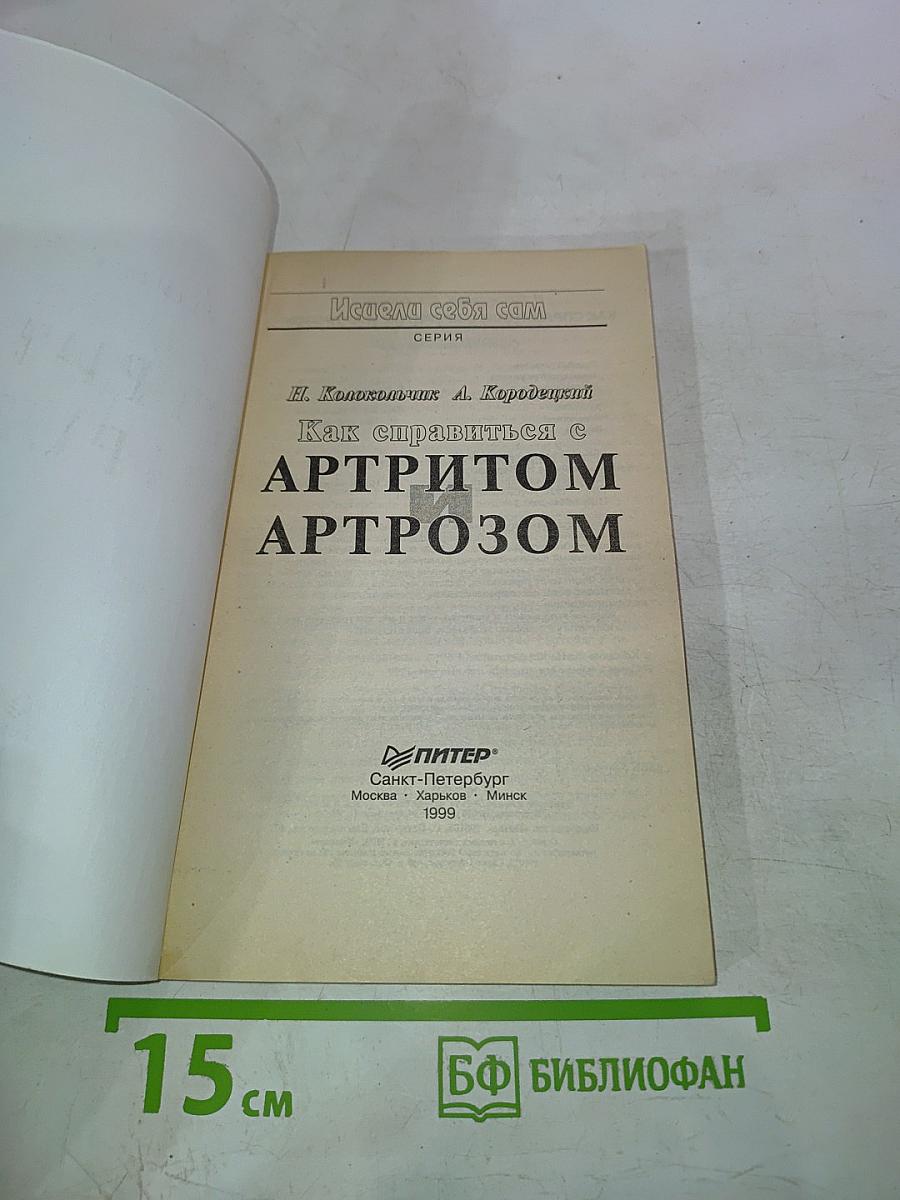 Исцели себя сам
СЕРИЯ
Н. Колокольчик А. Кородецкий
Как справиться с
АРТРИТОМ
И
АРТРОЗОМ
ПИТЕР®
Санкт-Петербург
Москва · Харьков · Минск
1999
15 см
БФ БИБЛИОФАН